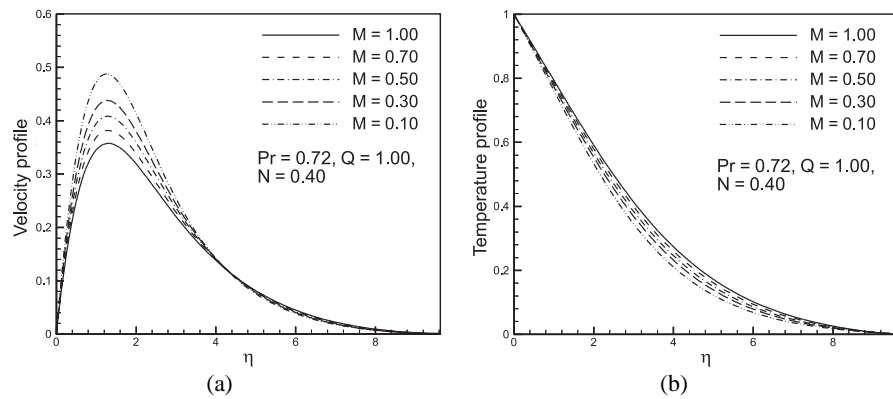 0.6
0.5
0.4
0.3
0.2
0.1
0
Velocity profile
M = 1.00
M = 0.70
M = 0.50
M = 0.30
M = 0.10
Pr = 0.72, Q = 1.00,
N = 0.40
0 2 4 6 8
η
(a)
1
0.8
0.6
0.4
0.2
0
Temperature profile
M = 1.00
M = 0.70
M = 0.50
M = 0.30
M = 0.10
Pr = 0.72, Q = 1.00,
N = 0.40
0 2 4 6 8
η
(b)